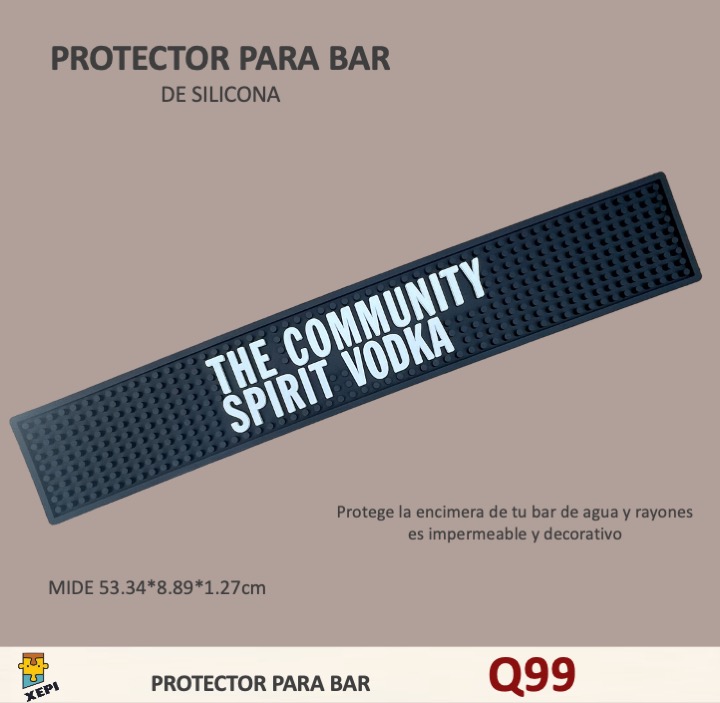 PROTECTOR PARA BAR
DE SILICONA
THE COMMUNITY
SPIRIT VODKA
Protege la encimera de tu bar de agua y rayones
es impermeable y decorativo
MIDE 53.34*8.89*1.27cm
XEPI
PROTECTOR PARA BAR
Q99